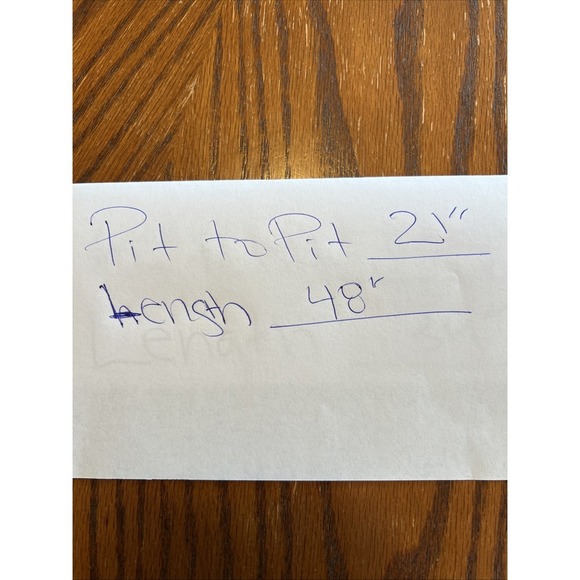 Pit to Pit 21"
Length 48"